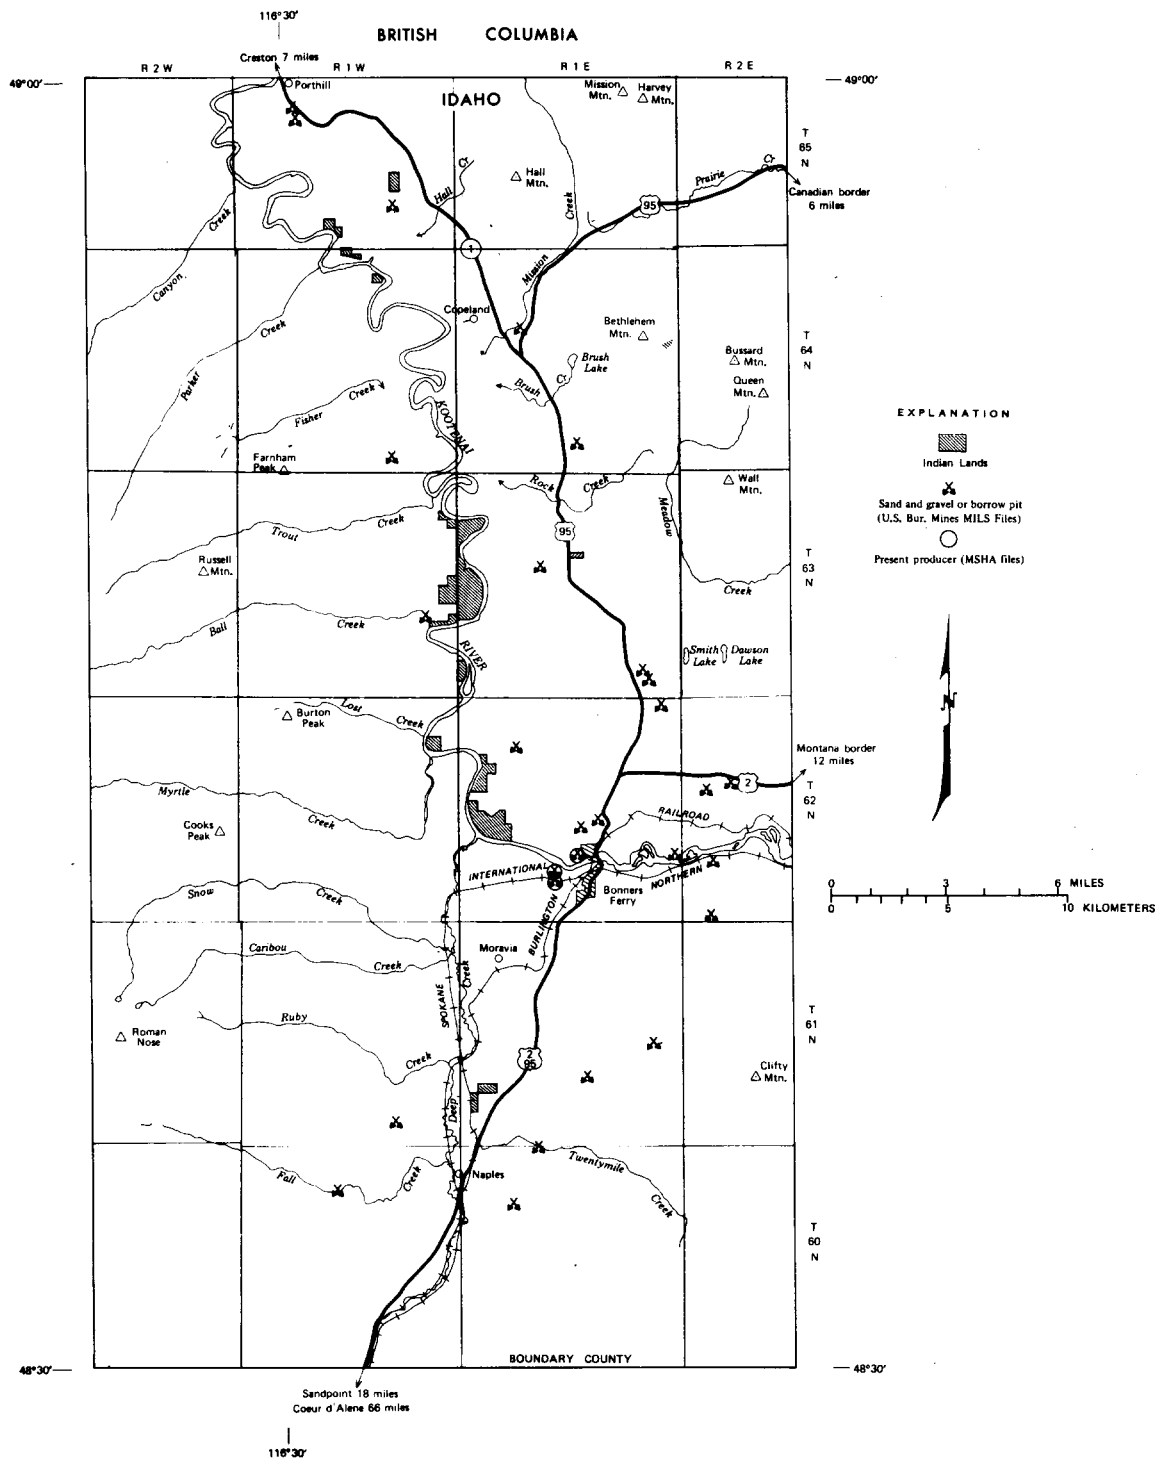 116°30'
BRITISH COLUMBIA
Creston 7 miles
R 2 W
R 1 W
R 1 E
R 2 E
49°00'
49°00'
Porthill
IDAHO
Mission
Mtn.
Harvey
Mtn.
T
65
N
Cr
Hall
Hall
Mtn.
Creek
Prairie
Cr
95
Canadian border
6 miles
Creek
Canyon
1
Mission
Copeland
Bethlehem
Mtn.
Bussard
Mtn.
T
64
N
Creek
Parker
Brush
Lake
Brush
Cr
Queen
Mtn.
Fisher
Creek
KOOTENAI
EXPLANATION
Indian Lands
Sand and gravel or borrow pit
(U.S. Bur. Mines MILS Files)
Present producer (MSHA files)
Farnham
Peak
Rock
Creek
Wall
Mtn.
Meadow
Trout
Creek
95
Russell
Mtn.
T
63
N
Creek
Ball
Creek
RIVER
Smith
Lake
Dawson
Lake
N
Burton
Peak
Lost
Creek
Montana border
12 miles
2
T
62
N
Myrtle
Creek
Cooks
Peak
RAILROAD
INTERNATIONAL
NORTHERN
Snow
Creek
Bonners
Ferry
BURLINGTON
0 3 6 MILES
0 5 10 KILOMETERS
Caribou
Creek
Moravia
Creek
SPOKANE
Roman
Nose
Ruby
Creek
T
61
N
2
95
Clifty
Mtn.
Deep
Fall
Creek
Naples
Twentymile
Creek
T
60
N
BOUNDARY COUNTY
48°30'
48°30'
Sandpoint 18 miles
Coeur d'Alene 66 miles
116°30'